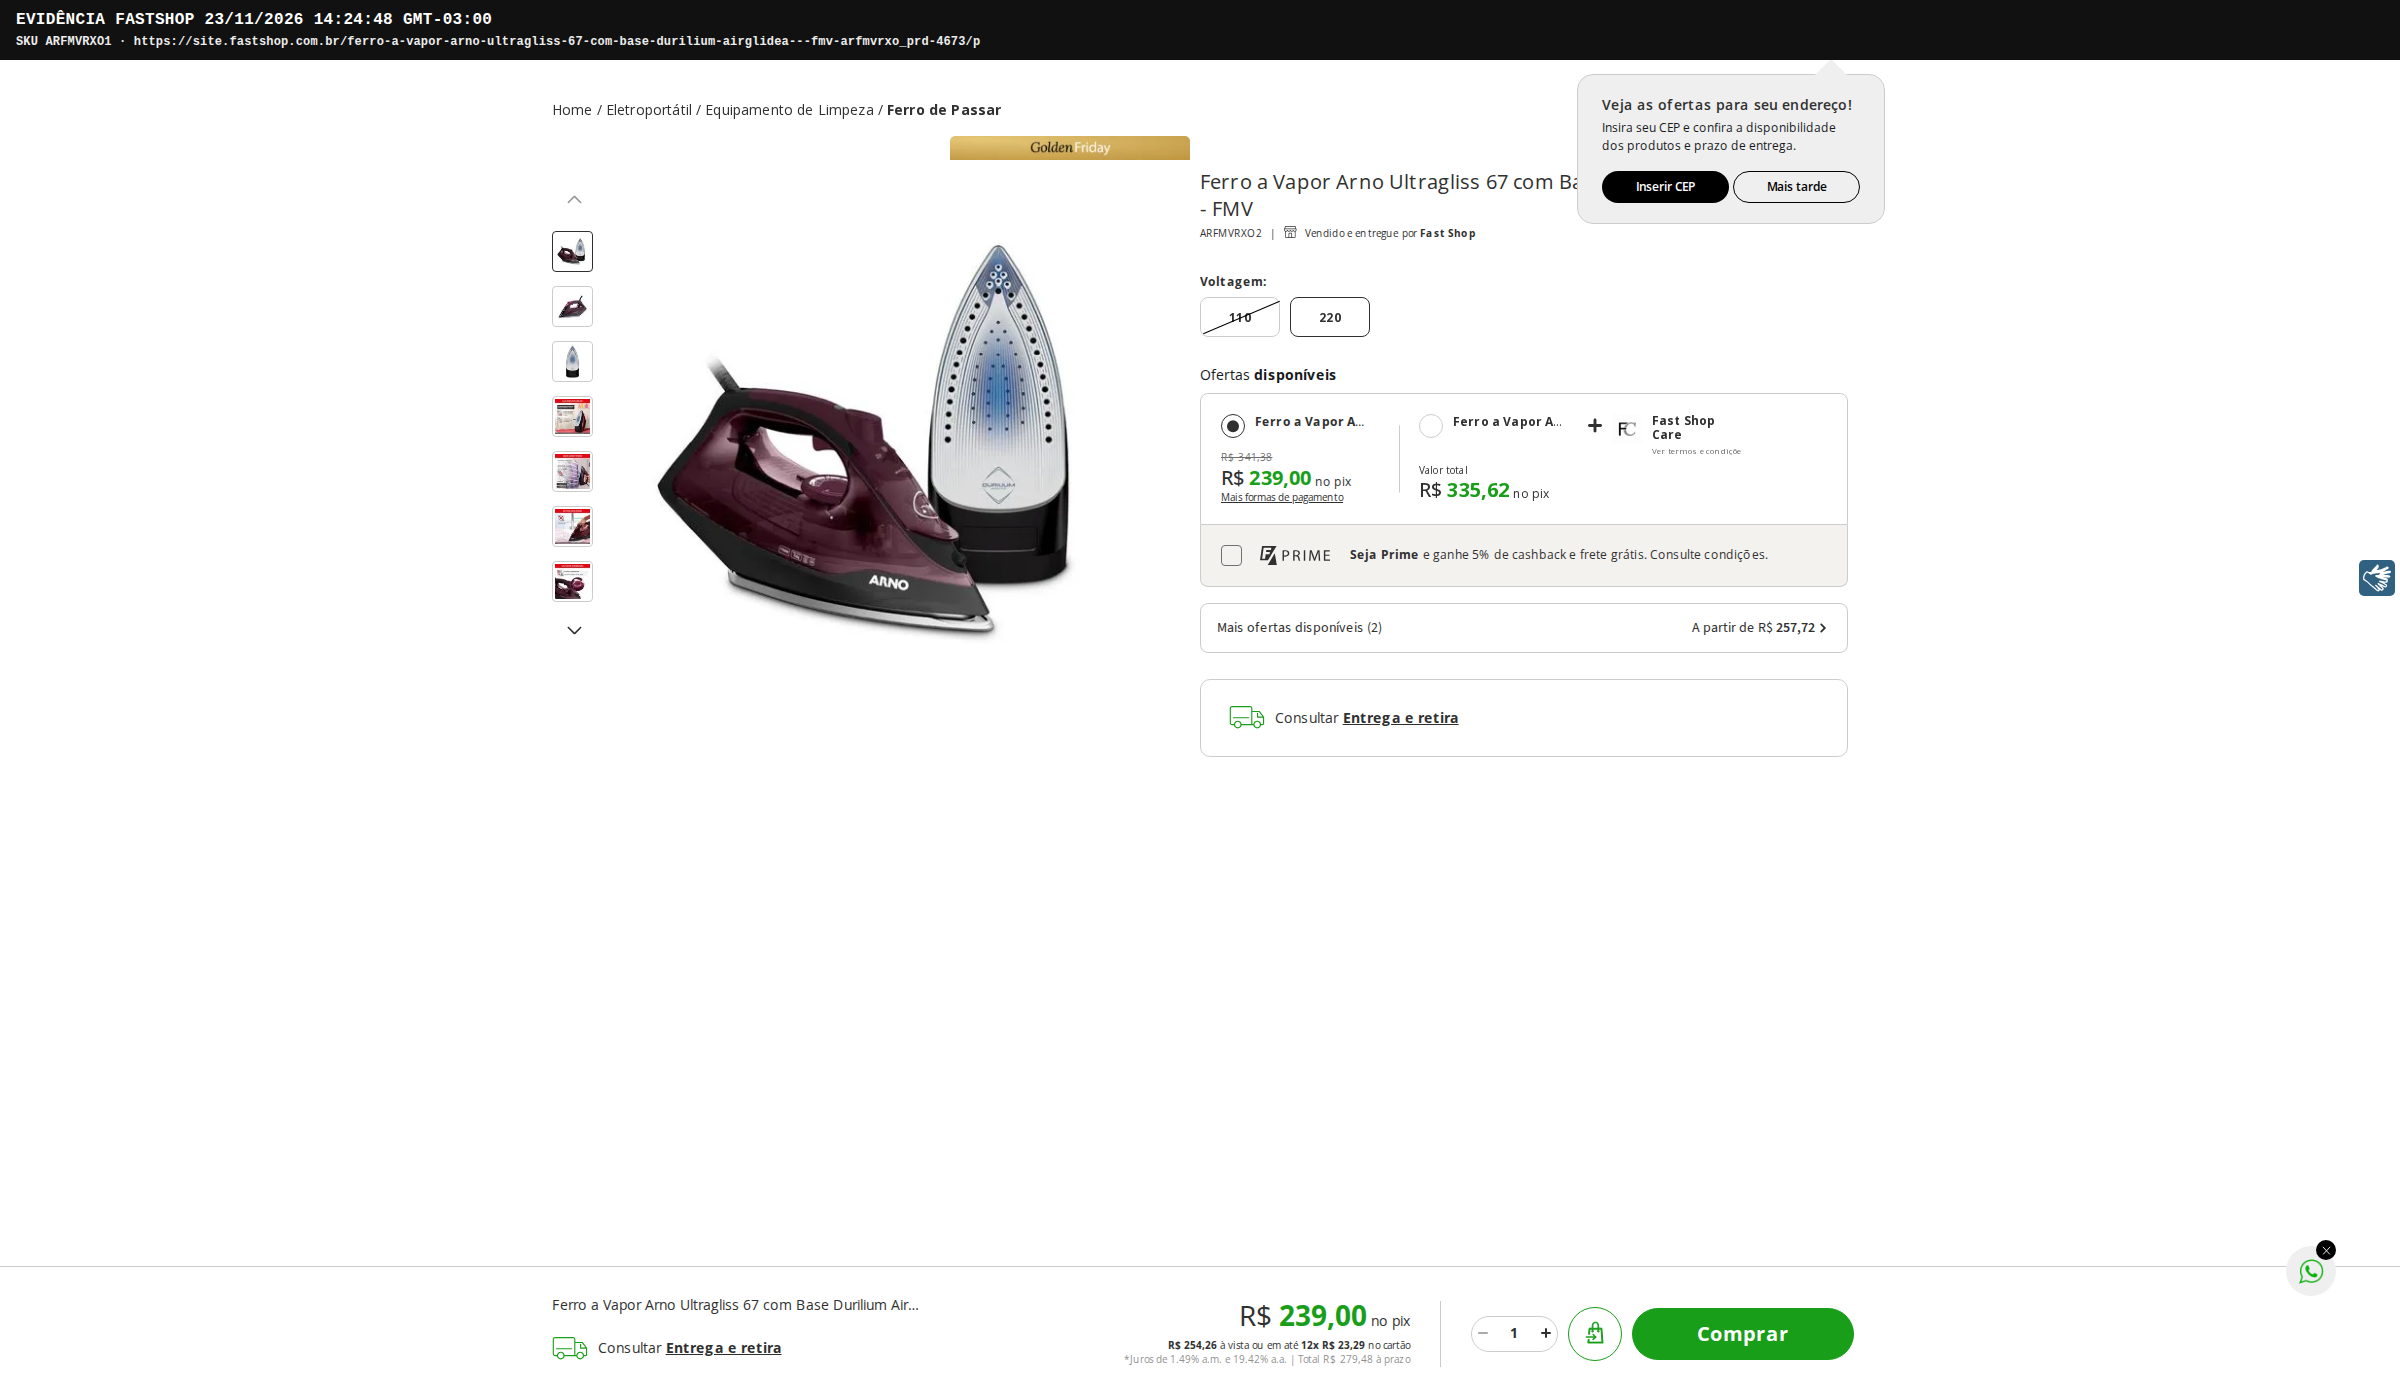 EVIDÊNCIA FASTSHOP 23/11/2026 14:24:48 GMT-03:00
SKU ARFMVRXO1 · https://site.fastshop.com.br/ferro-a-vapor-arno-ultragliss-67-com-base-durilium-airglidea---fmv-arfmvrxo_prd-4673/p
Home / Eletroportátil / Equipamento de Limpeza / Ferro de Passar
Veja as ofertas para seu endereço!
Insira seu CEP e confira a disponibilidade
dos produtos e prazo de entrega.
Inserir CEP
Mais tarde
Golden Friday
Ferro a Vapor Arno Ultragliss 67 com Ba
- FMV
ARFMVRXO2 | Vendido e entregue por Fast Shop
Voltagem:
110
220
Ofertas disponíveis
Ferro a Vapor A...
R$ 341,38
R$ 239,00 no pix
Mais formas de pagamento
Ferro a Vapor A...
+
FC
Fast Shop
Care
Ver termos e condiçõe
Valor total
R$ 335,62 no pix
PRIME
Seja Prime e ganhe 5% de cashback e frete grátis. Consulte condições.
Mais ofertas disponíveis (2)
A partir de R$ 257,72
Consultar Entrega e retira
DURILIUM
ARNO
Ferro a Vapor Arno Ultragliss 67 com Base Durilium Air...
Consultar Entrega e retira
R$ 239,00 no pix
R$ 254,26 à vista ou em até 12x R$ 23,29 no cartão
*Juros de 1.49% a.m. e 19.42% a.a. | Total R$ 279,48 à prazo
1
Comprar